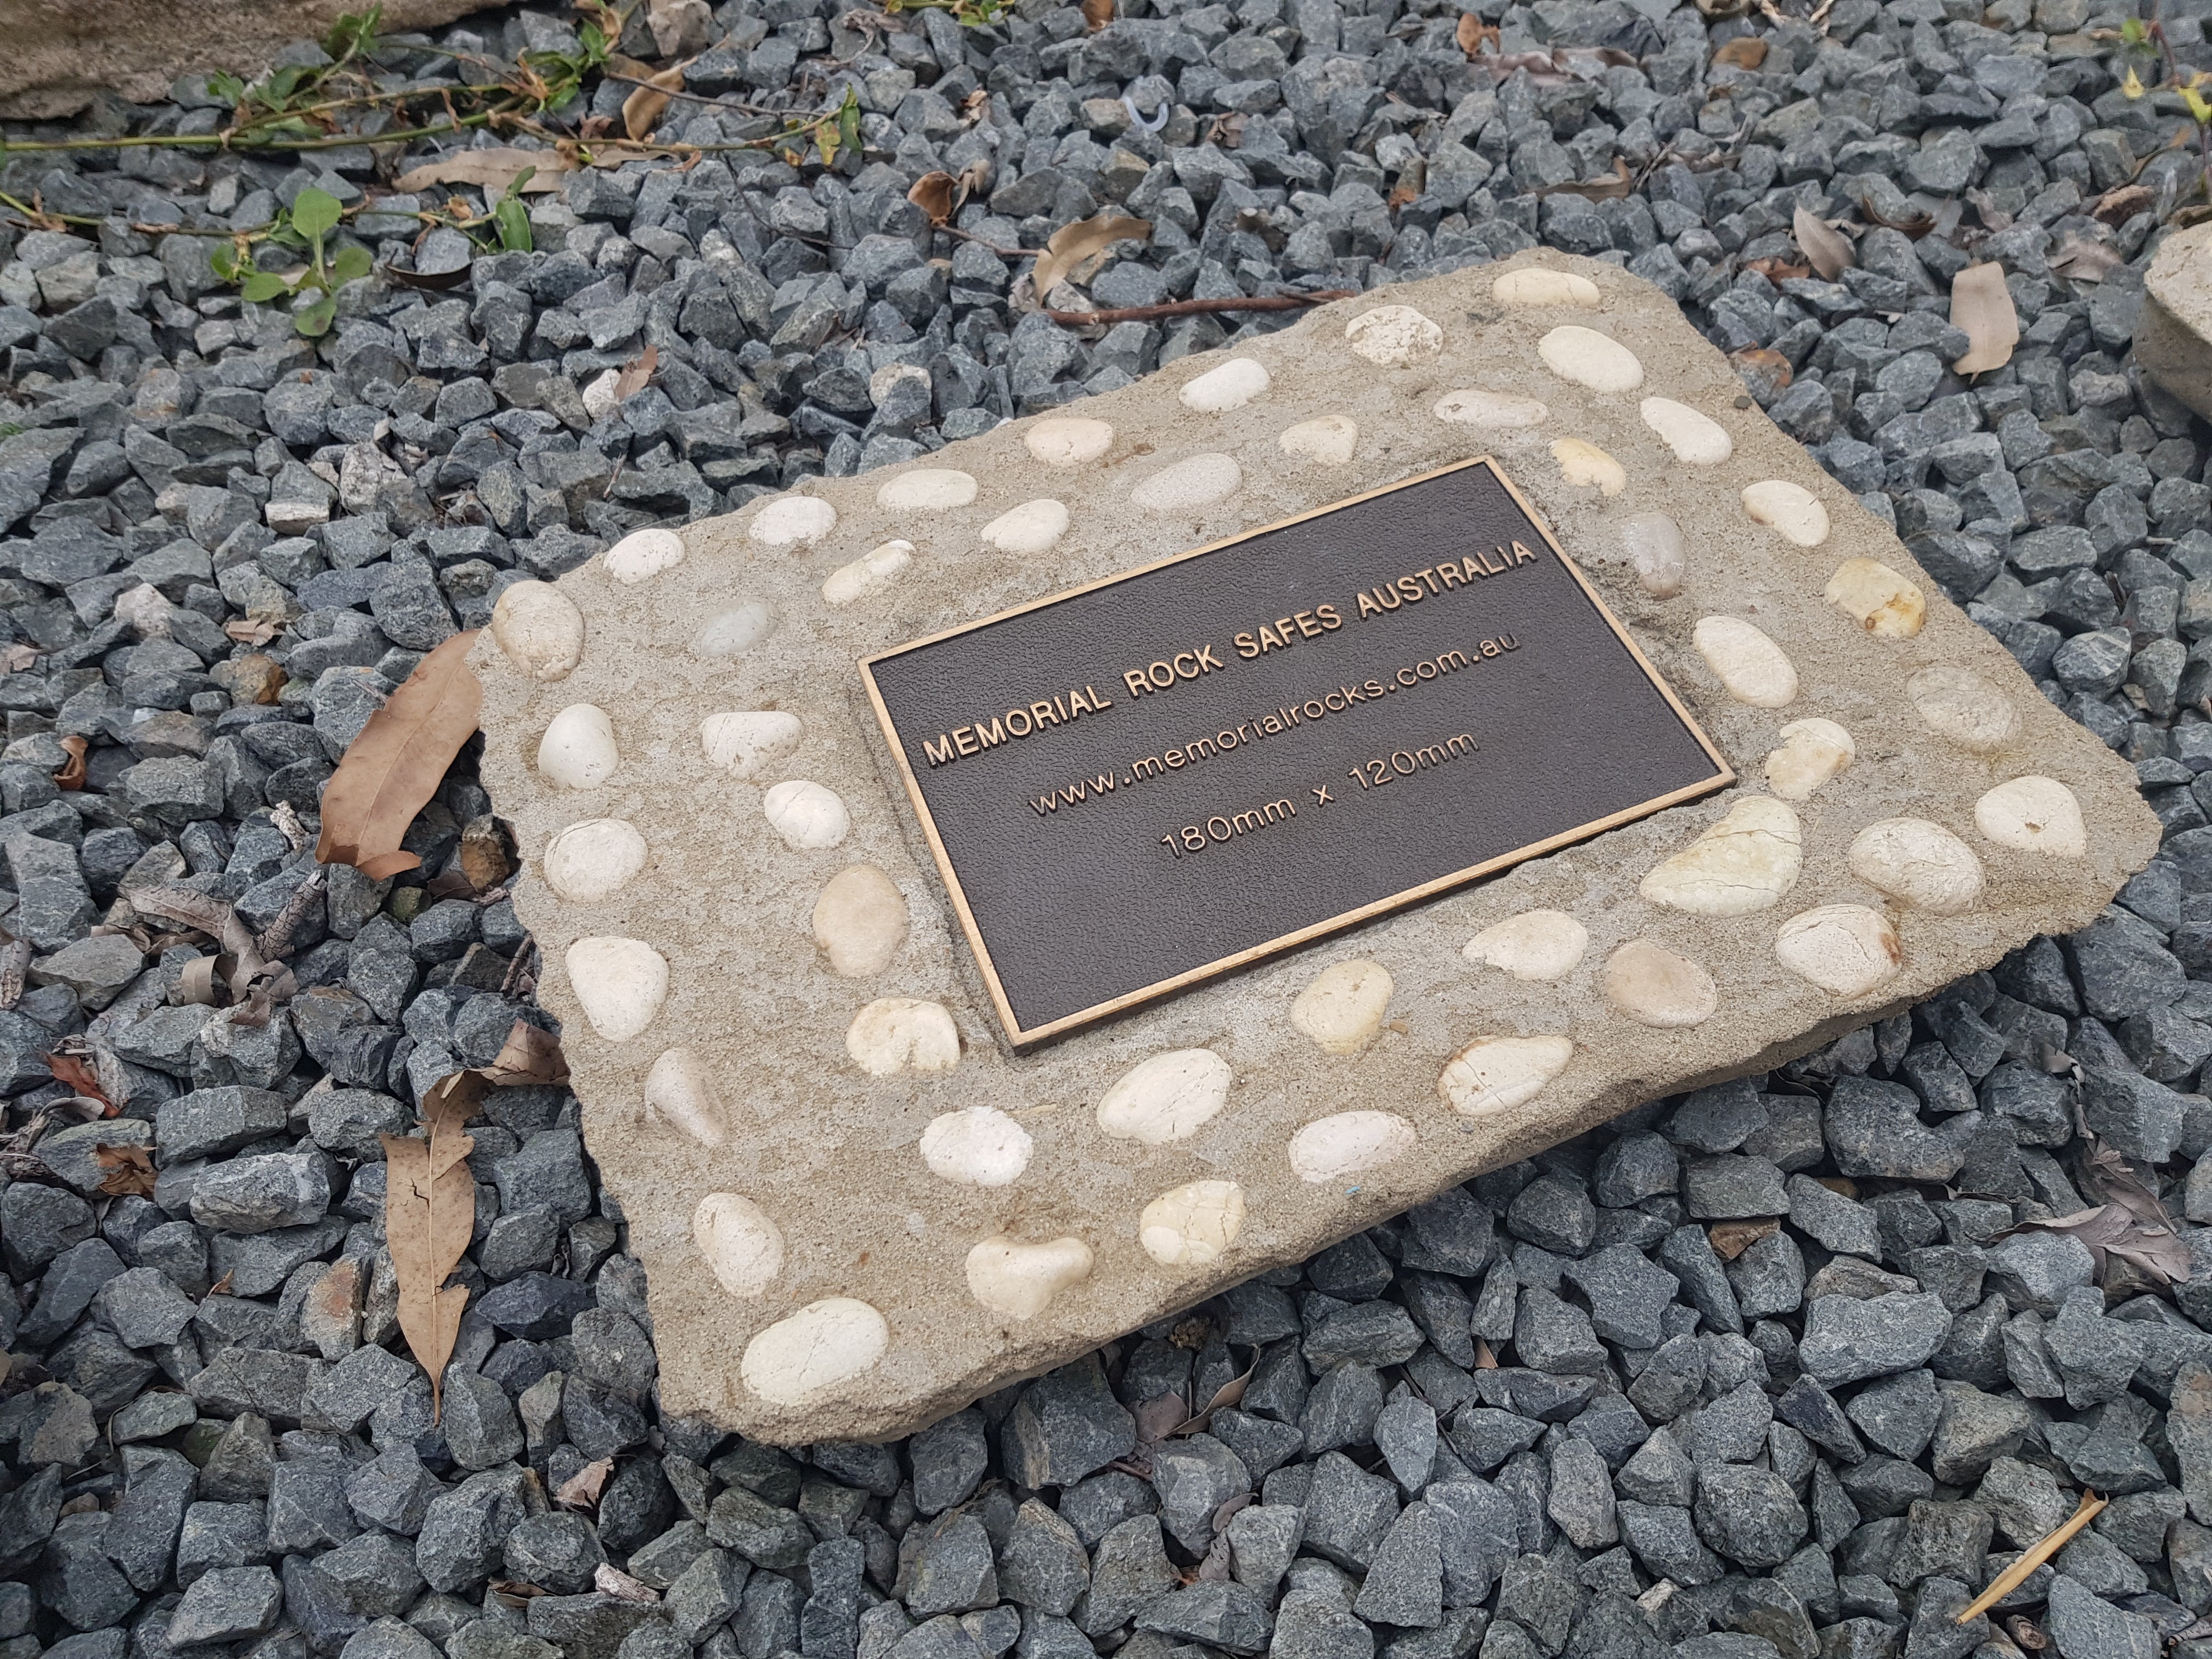 MEMORIAL ROCK SAFES AUSTRALIA
www.memorialrocks.com.au
180mm x 120mm